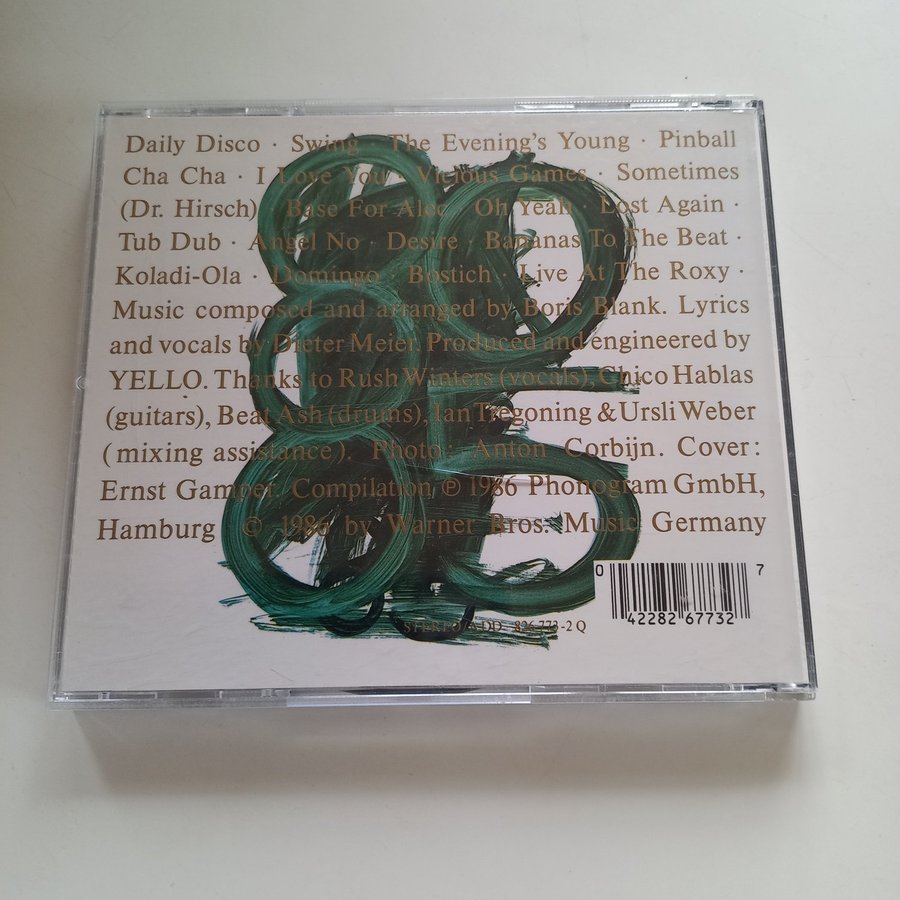 Daily Disco · Swing · The Evening's Young · Pinball
Cha Cha · I Love You · Vicious Games · Sometimes
(Dr. Hirsch) · Base For Alec · Oh Yeah · Lost Again ·
Tub Dub · Angel No · Desire · Bananas To The Beat ·
Koladi-Ola · Domingo · Bostich · Live At The Roxy ·
Music composed and arranged by Boris Blank. Lyrics
and vocals by Dieter Meier. Produced and engineered by
YELLO. Thanks to Rush Winters (vocals), Chico Hablas
(guitars), Beat Ash (drums), Ian Tregoning & Ursli Weber
(mixing assistance). Photo: Anton Corbijn. Cover:
Ernst Gamper. Compilation ℗ 1986 Phonogram GmbH,
Hamburg © 1986 by Warner Bros. Music Germany
0 42282 67732 7
STEREO/ADD 826 773-2 Q